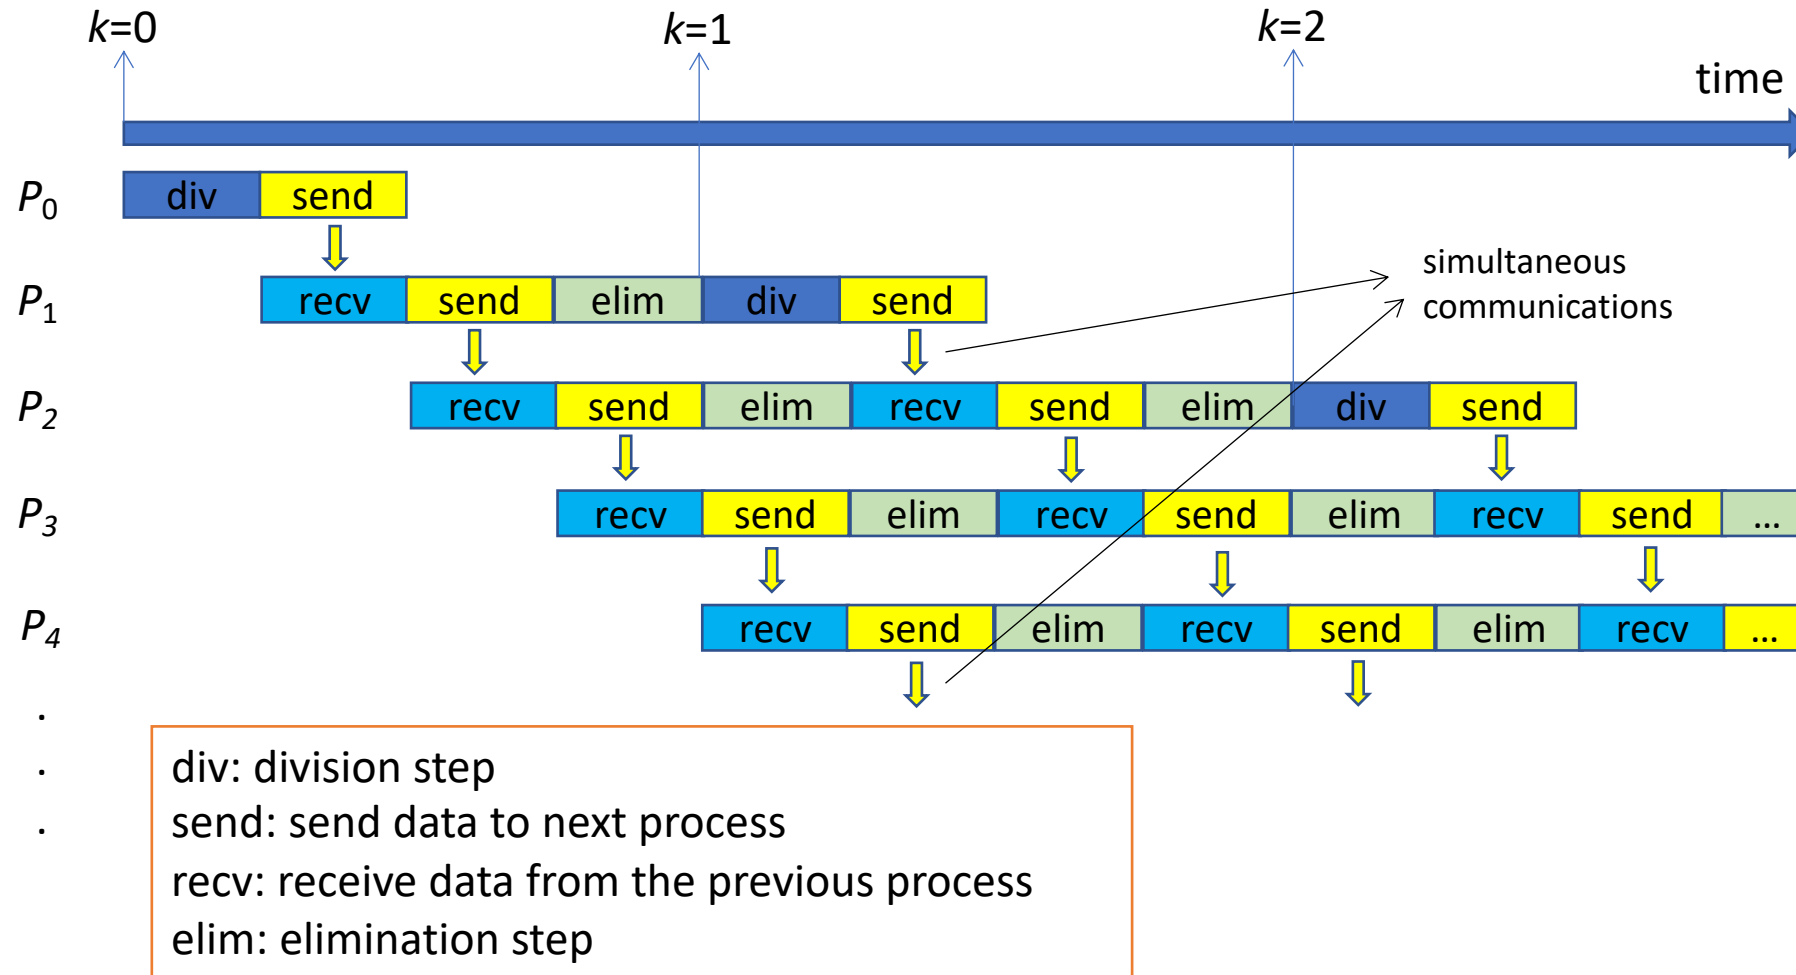 k=0 k=1 k=2
time
P0 div send
simultaneous
communications
P1 recv send elim div send
P2 recv send elim recv send elim div send
P3 recv send elim recv send elim recv send ...
P4 recv send elim recv send elim recv ...
.
.
.
div: division step
send: send data to next process
recv: receive data from the previous process
elim: elimination step